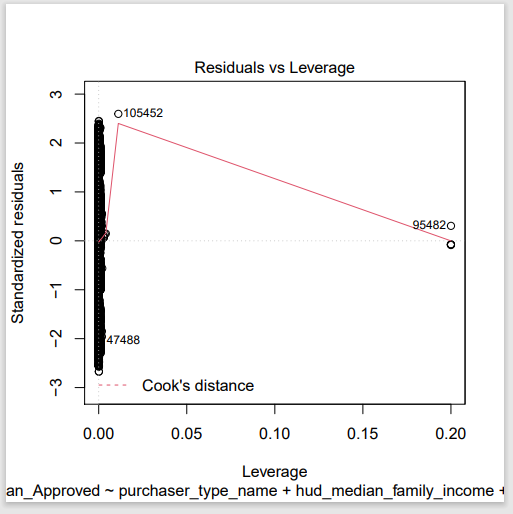 Residuals vs Leverage
3
2
1
0
−1
−2
−3
Standardized residuals
105452
95482
47488
Cook's distance
0.00 0.05 0.10 0.15 0.20
Leverage
an_Approved ~ purchaser_type_name + hud_median_family_income +